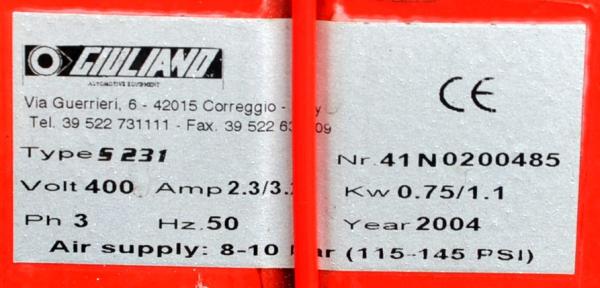 GIULIANO
AUTOMOTIVE EQUIPMENT
CE
Via Guerrieri, 6 - 42015 Correggio -
Tel. 39 522 731111 - Fax. 39 522
Type S 231
Nr. 41N0200485
Volt 400 Amp 2.3/3.
Kw 0.75/1.1
Ph 3 Hz. 50
Year 2004
Air supply: 8-10 (115-145 PSI)